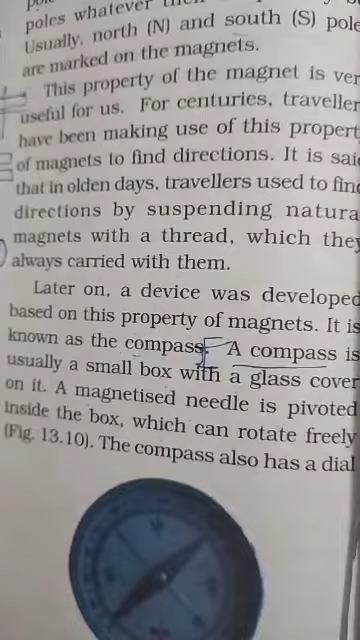 poles whatever
Usually, north (N) and south (S) pole
are marked on the magnets.
This property of the magnet is ver
useful for us. For centuries, traveller
have been making use of this propert
of magnets to find directions. It is sai
that in olden days, travellers used to find
directions by suspending natura
magnets with a thread, which they
always carried with them.
Later on, a device was developed
based on this property of magnets. It is
known as the compass. A compass is
usually a small box with a glass cover
on it. A magnetised needle is pivoted
inside the box, which can rotate freely
(Fig. 13.10). The compass also has a dial